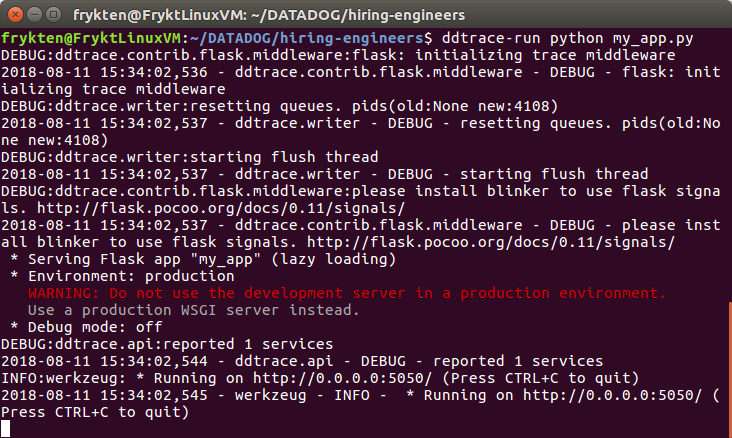 frykten@FryktLinuxVM: ~/DATADOG/hiring-engineers
frykten@FryktLinuxVM:~/DATADOG/hiring-engineers$ ddtrace-run python my_app.py
DEBUG:ddtrace.contrib.flask.middleware:flask: initializing trace middleware
2018-08-11 15:34:02,536 - ddtrace.contrib.flask.middleware - DEBUG - flask: init
ializing trace middleware
DEBUG:ddtrace.writer:resetting queues. pids(old:None new:4108)
2018-08-11 15:34:02,537 - ddtrace.writer - DEBUG - resetting queues. pids(old:No
ne new:4108)
DEBUG:ddtrace.writer:starting flush thread
2018-08-11 15:34:02,537 - ddtrace.writer - DEBUG - starting flush thread
DEBUG:ddtrace.contrib.flask.middleware:please install blinker to use flask signa
ls. http://flask.pocoo.org/docs/0.11/signals/
2018-08-11 15:34:02,537 - ddtrace.contrib.flask.middleware - DEBUG - please inst
all blinker to use flask signals. http://flask.pocoo.org/docs/0.11/signals/
 * Serving Flask app "my_app" (lazy loading)
 * Environment: production
   WARNING: Do not use the development server in a production environment.
   Use a production WSGI server instead.
 * Debug mode: off
DEBUG:ddtrace.api:reported 1 services
2018-08-11 15:34:02,544 - ddtrace.api - DEBUG - reported 1 services
INFO:werkzeug: * Running on http://0.0.0.0:5050/ (Press CTRL+C to quit)
2018-08-11 15:34:02,545 - werkzeug - INFO -  * Running on http://0.0.0.0:5050/ (
Press CTRL+C to quit)